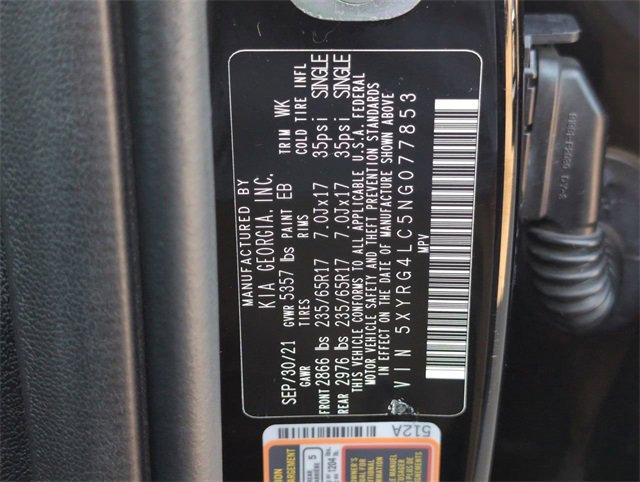 MANUFACTURED BY
KIA GEORGIA, INC.
SEP/30/21 GVWR 5357 lbs PAINT EB TRIM WK
GAWR TIRES RIMS COLD TIRE INFL
FRONT 2866 lbs 235/65R17 7.0Jx17 35psi SINGLE
REAR 2976 lbs 235/65R17 7.0Jx17 35psi SINGLE
THIS VEHICLE CONFORMS TO ALL APPLICABLE U.S.A. FEDERAL
MOTOR VEHICLE SAFETY AND THEFT PREVENTION STANDARDS
IN EFFECT ON THE DATE OF MANUFACTURE SHOWN ABOVE
VIN 5XYRG4LC5NG077853
MPV
512A
5
1204